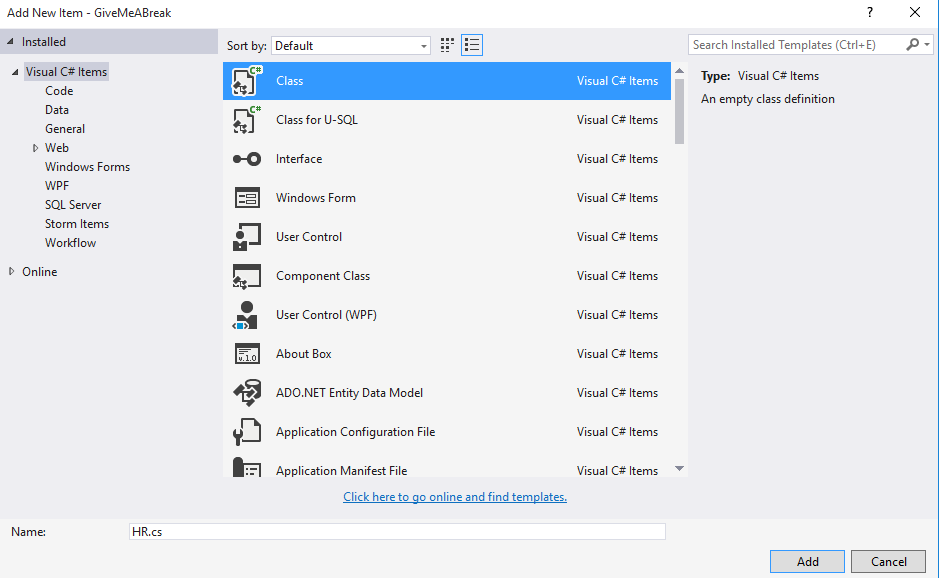 Add New Item - GiveMeABreak
?
Installed
Sort by: Default
Search Installed Templates (Ctrl+E)
Visual C# Items
Code
Data
General
Web
Windows Forms
WPF
SQL Server
Storm Items
Workflow
Online
C# Class Visual C# Items
C# Class for U-SQL Visual C# Items
Interface Visual C# Items
Windows Form Visual C# Items
User Control Visual C# Items
Component Class Visual C# Items
User Control (WPF) Visual C# Items
v.1.0 About Box Visual C# Items
ADO.NET Entity Data Model Visual C# Items
Application Configuration File Visual C# Items
Application Manifest File Visual C# Items
Click here to go online and find templates.
Type: Visual C# Items
An empty class definition
Name: HR.cs
Add Cancel